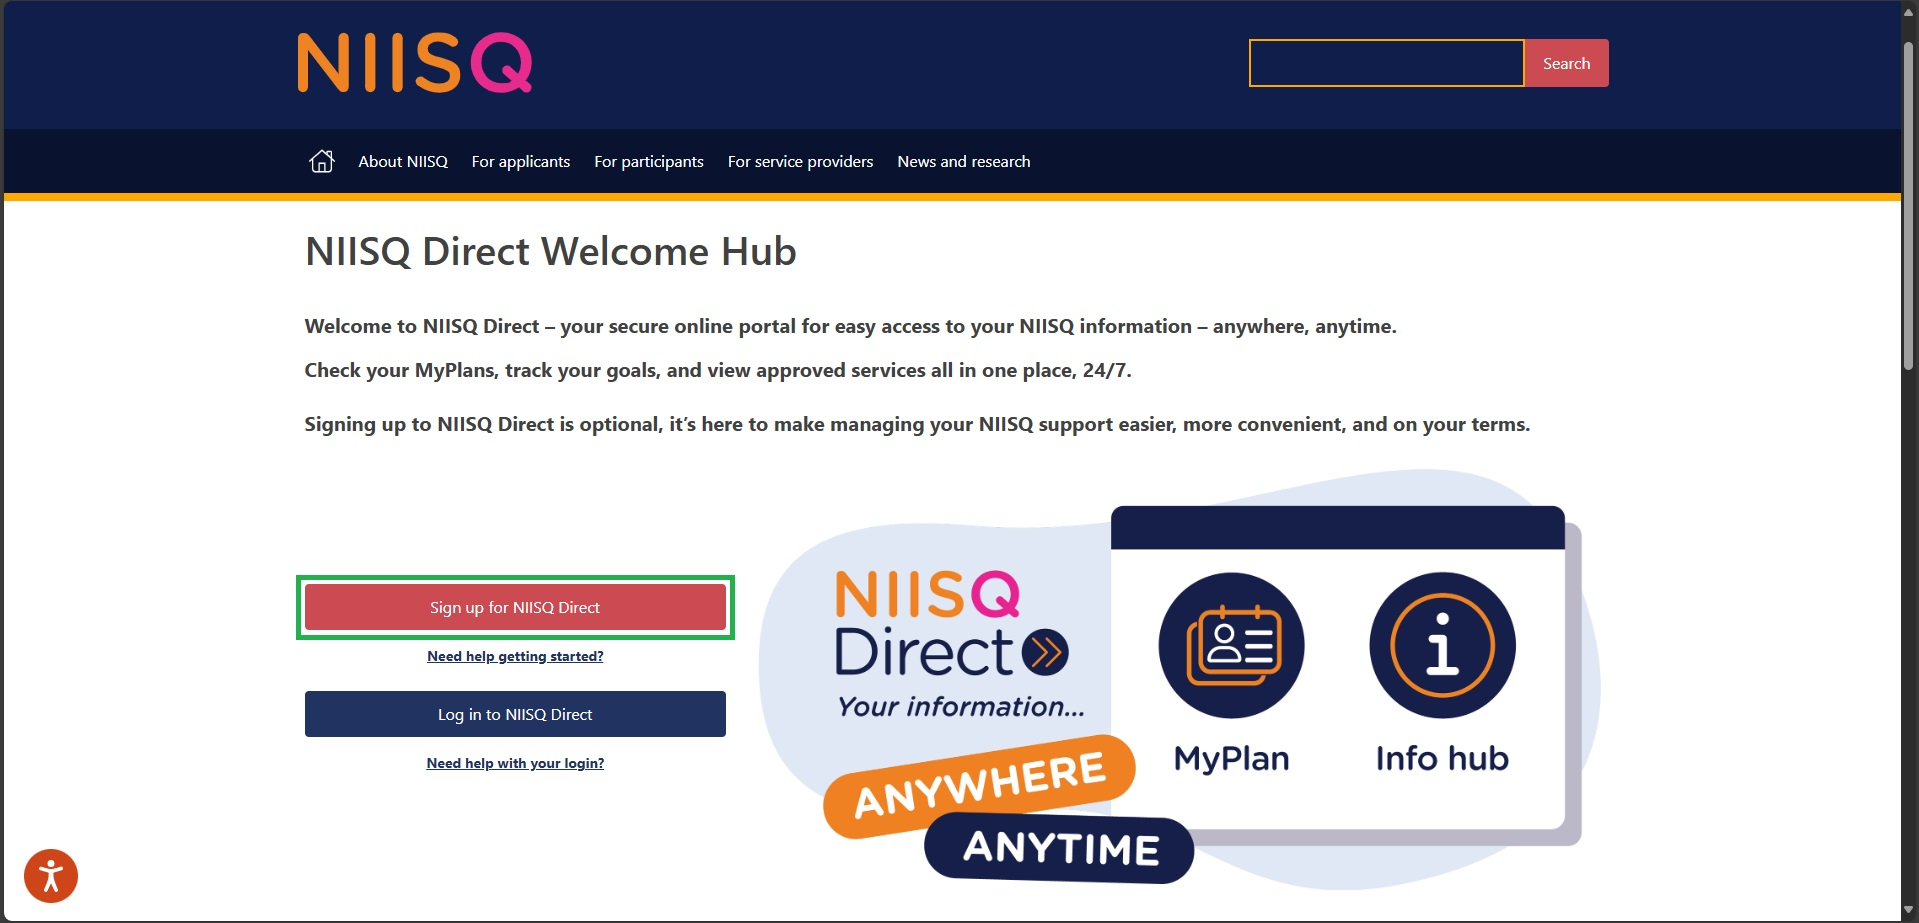 NIISQ
Search
About NIISQ
For applicants
For participants
For service providers
News and research
NIISQ Direct Welcome Hub
Welcome to NIISQ Direct – your secure online portal for easy access to your NIISQ information – anywhere, anytime.
Check your MyPlans, track your goals, and view approved services all in one place, 24/7.
Signing up to NIISQ Direct is optional, it’s here to make managing your NIISQ support easier, more convenient, and on your terms.
Sign up for NIISQ Direct
Need help getting started?
Log in to NIISQ Direct
Need help with your login?
NIISQ
Direct
Your information...
ANYWHERE
ANYTIME
MyPlan
Info hub